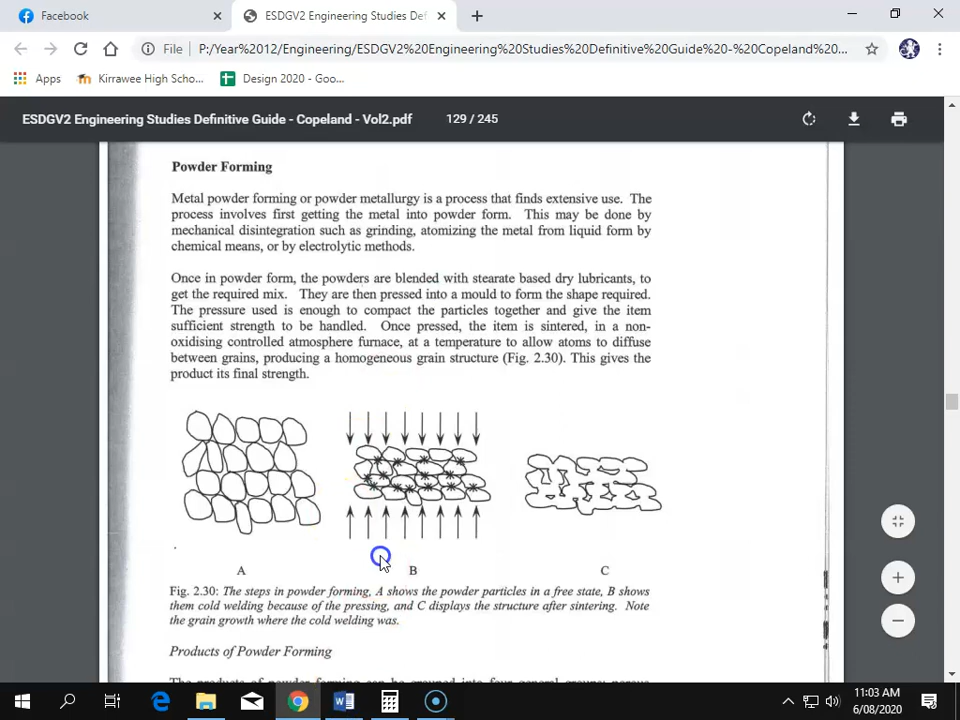 Facebook
ESDGV2 Engineering Studies Def
File
P:/Year%2012/Engineering/ESDGV2%20Engineering%20Studies%20Definitive%20Guide%20-%20Copeland%20...
Apps
Kirrawee High Scho...
Design 2020 - Goo...
ESDGV2 Engineering Studies Definitive Guide - Copeland - Vol2.pdf
129 / 245
Powder Forming
Metal powder forming or powder metallurgy is a process that finds extensive use. The
process involves first getting the metal into powder form. This may be done by
mechanical disintegration such as grinding, atomizing the metal from liquid form by
chemical means, or by electrolytic methods.
Once in powder form, the powders are blended with stearate based dry lubricants, to
get the required mix. They are then pressed into a mould to form the shape required.
The pressure used is enough to compact the particles together and give the item
sufficient strength to be handled. Once pressed, the item is sintered, in a non-
oxidising controlled atmosphere furnace, at a temperature to allow atoms to diffuse
between grains, producing a homogeneous grain structure (Fig. 2.30). This gives the
product its final strength.
A
B
C
Fig. 2.30: The steps in powder forming, A shows the powder particles in a free state, B shows
them cold welding because of the pressing, and C displays the structure after sintering. Note
the grain growth where the cold welding was.
Products of Powder Forming
11:03 AM
6/08/2020